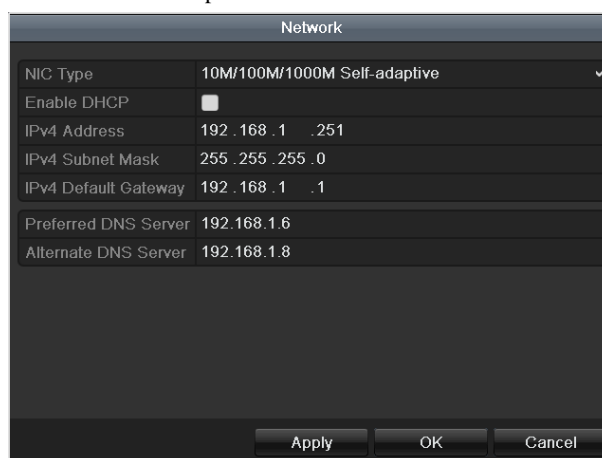 Network
NIC Type 10M/100M/1000M Self-adaptive
Enable DHCP
IPv4 Address 192 .168 .1 .251
IPv4 Subnet Mask 255 .255 .255 .0
IPv4 Default Gateway 192 .168 .1 .1
Preferred DNS Server 192.168.1.6
Alternate DNS Server 192.168.1.8
Apply OK Cancel